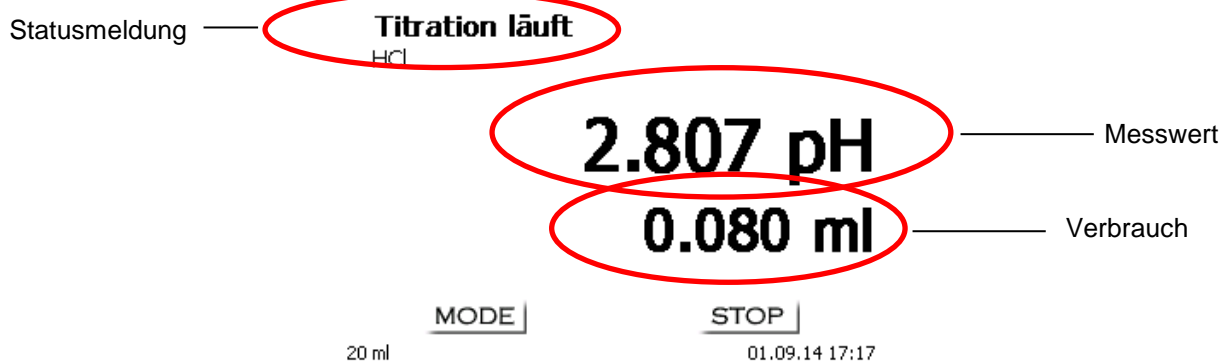 Statusmeldung Titration läuft
HCl
2.807 pH Messwert
0.080 ml Verbrauch
MODE STOP
20 ml 01.09.14 17:17